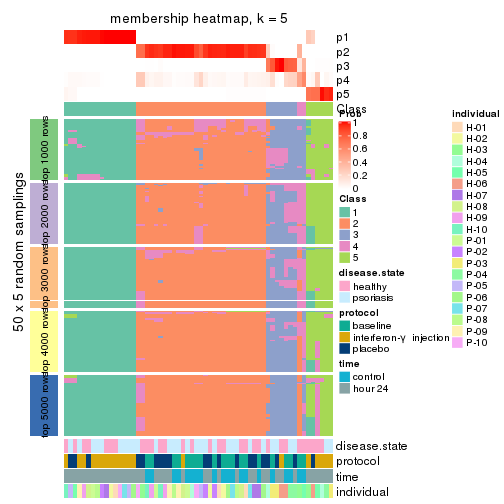 membership heatmap, k = 5
p1
p2
p3
p4
p5
Class
50 x 5 random samplings
top 1000 rows
top 2000 rows
top 3000 rows
top 4000 rows
top 5000 rows
Prob
1
0.8
0.6
0.4
0.2
0
Class
1
2
3
4
5
disease.state
healthy
psoriasis
protocol
baseline
interferon-γ injection
placebo
time
control
hour 24
Individual
H-01
H-02
H-03
H-04
H-05
H-06
H-07
H-08
H-09
H-10
P-01
P-02
P-03
P-04
P-05
P-06
P-07
P-08
P-09
P-10
disease.state
protocol
time
individual